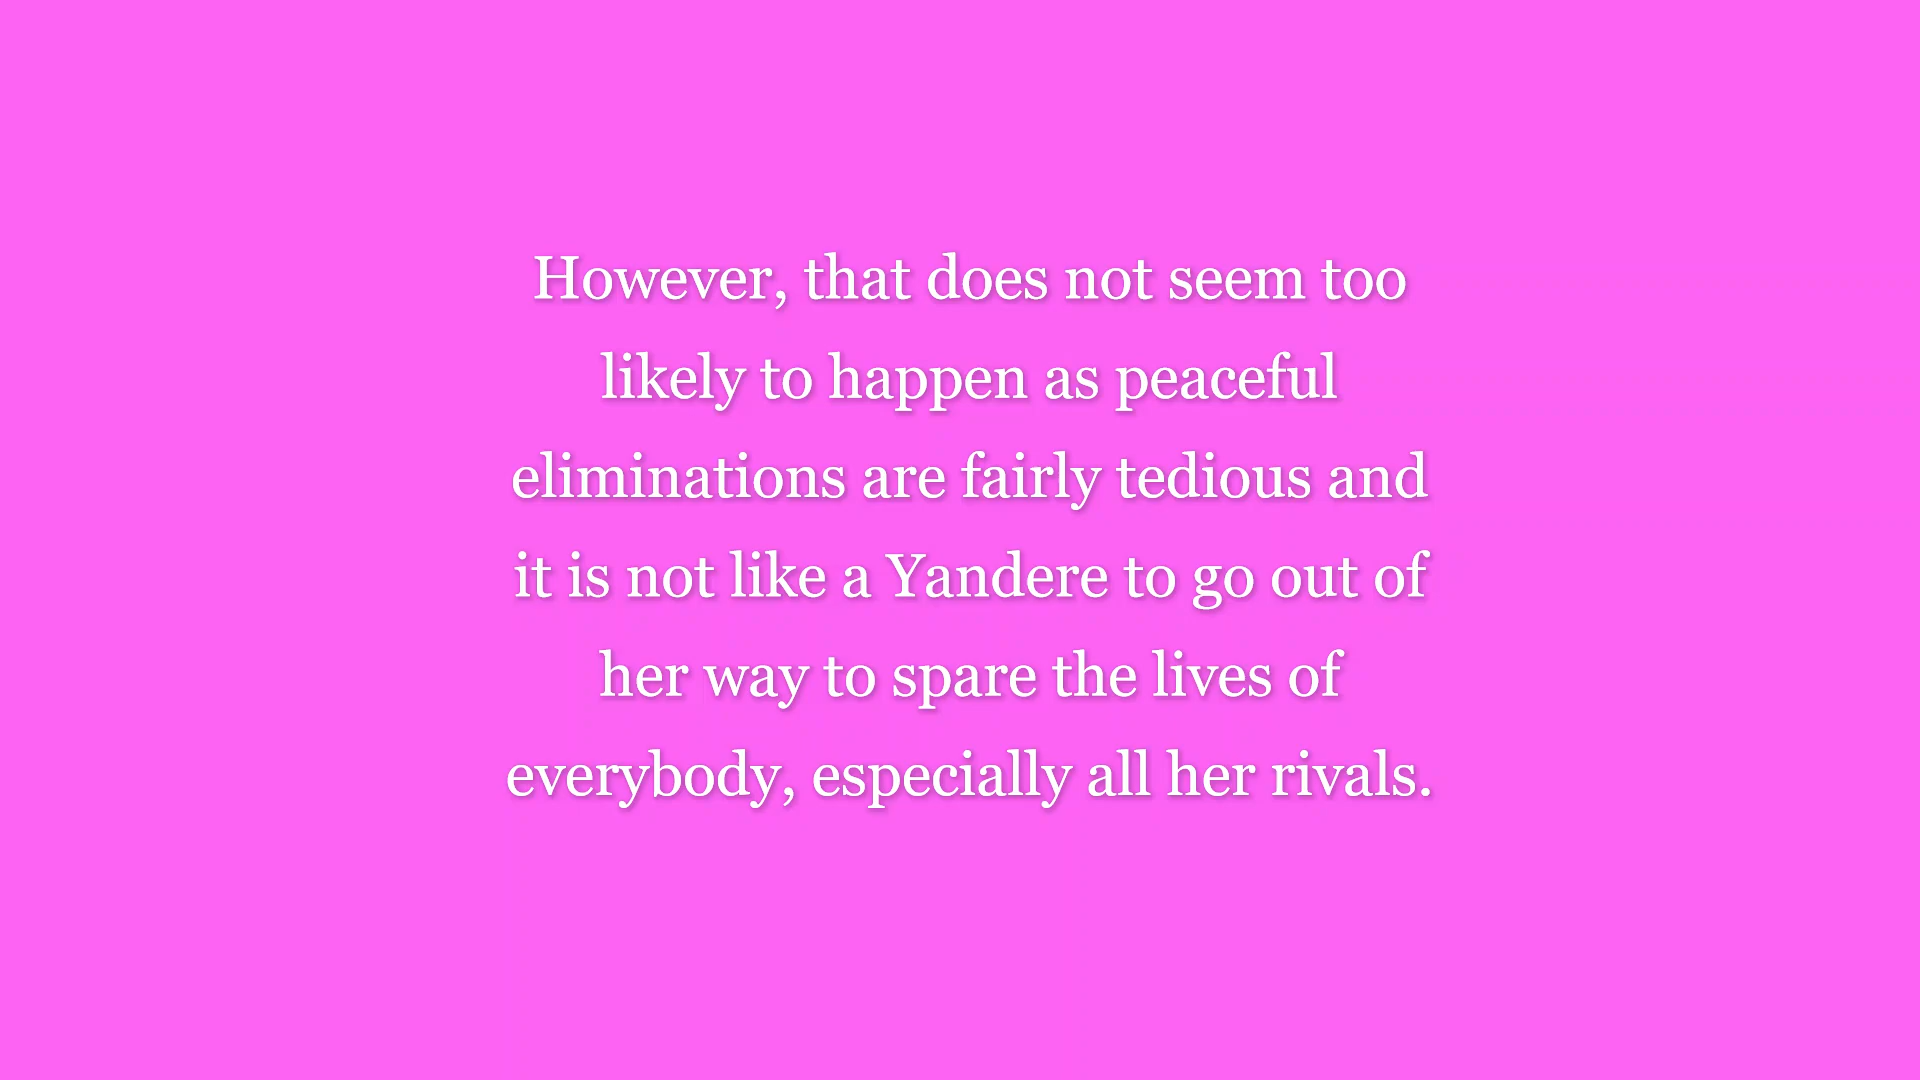 However, that does not seem too
likely to happen as peaceful
eliminations are fairly tedious and
it is not like a Yandere to go out of
her way to spare the lives of
everybody, especially all her rivals.